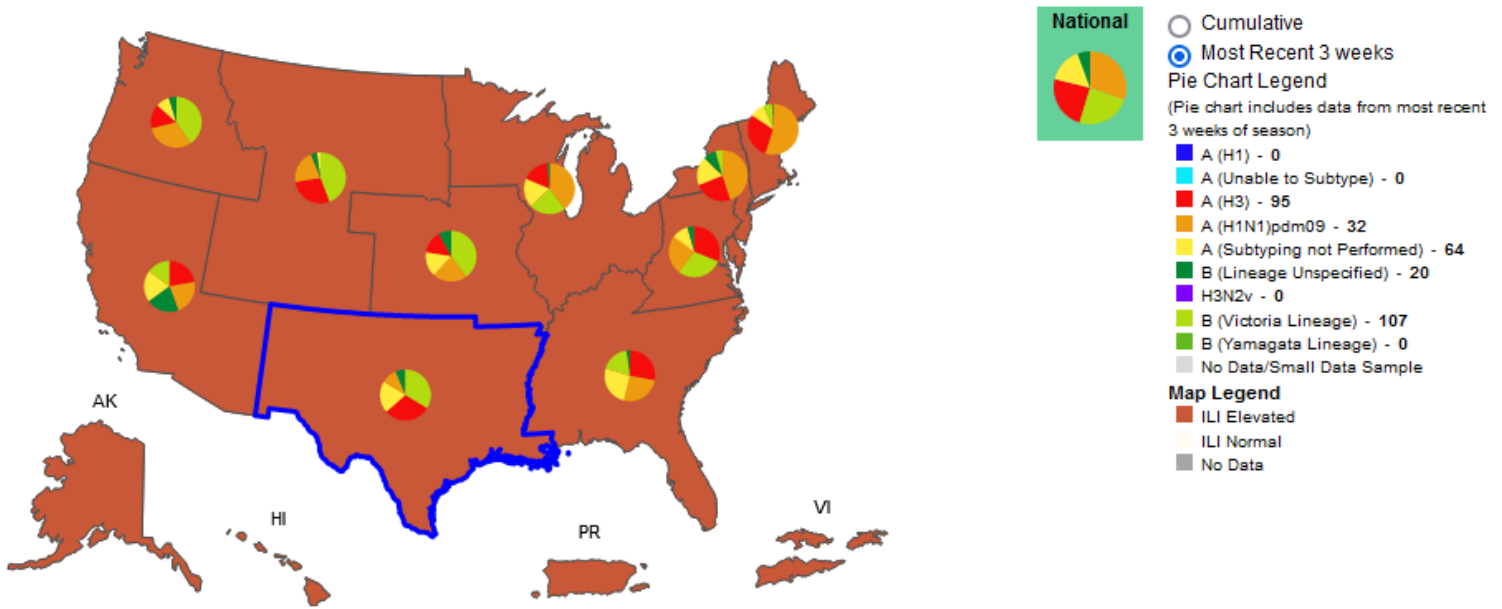 National
Cumulative
Most Recent 3 weeks
Pie Chart Legend
(Pie chart includes data from most recent
3 weeks of season)
A (H1) - 0
A (Unable to Subtype) - 0
A (H3) - 95
A (H1N1)pdm09 - 32
A (Subtyping not Performed) - 64
B (Lineage Unspecified) - 20
H3N2v - 0
B (Victoria Lineage) - 107
B (Yamagata Lineage) - 0
No Data/Small Data Sample
Map Legend
ILI Elevated
ILI Normal
No Data
AK
HI
PR
VI